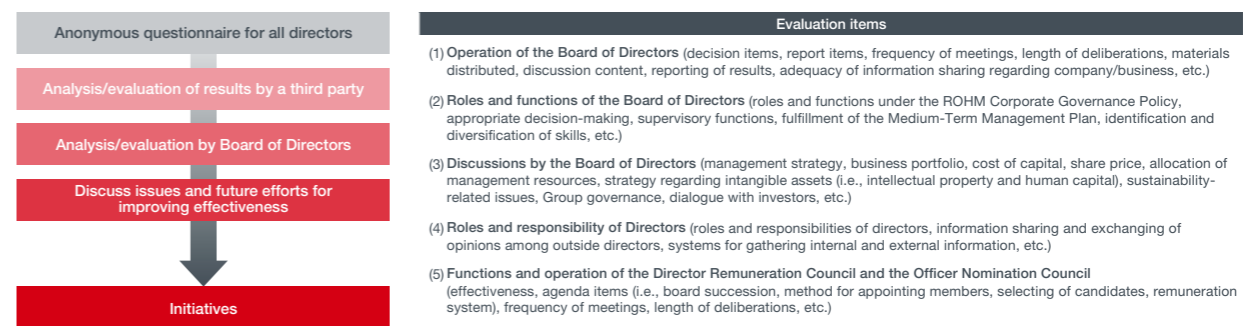 Anonymous questionnaire for all directors
Analysis/evaluation of results by a third party
Analysis/evaluation by Board of Directors
Discuss issues and future efforts for
improving effectiveness
Initiatives
Evaluation items
(1) Operation of the Board of Directors (decision items, report items, frequency of meetings, length of deliberations, materials
distributed, discussion content, reporting of results, adequacy of information sharing regarding company/business, etc.)
(2) Roles and functions of the Board of Directors (roles and functions under the ROHM Corporate Governance Policy,
appropriate decision-making, supervisory functions, fulfillment of the Medium-Term Management Plan, identification and
diversification of skills, etc.)
(3) Discussions by the Board of Directors (management strategy, business portfolio, cost of capital, share price, allocation of
management resources, strategy regarding intangible assets (i.e., intellectual property and human capital), sustainability-
related issues, Group governance, dialogue with investors, etc.)
(4) Roles and responsibility of Directors (roles and responsibilities of directors, information sharing and exchanging of
opinions among outside directors, systems for gathering internal and external information, etc.)
(5) Functions and operation of the Director Remuneration Council and the Officer Nomination Council
(effectiveness, agenda items (i.e., board succession, method for appointing members, selecting of candidates, remuneration
system), frequency of meetings, length of deliberations, etc.)